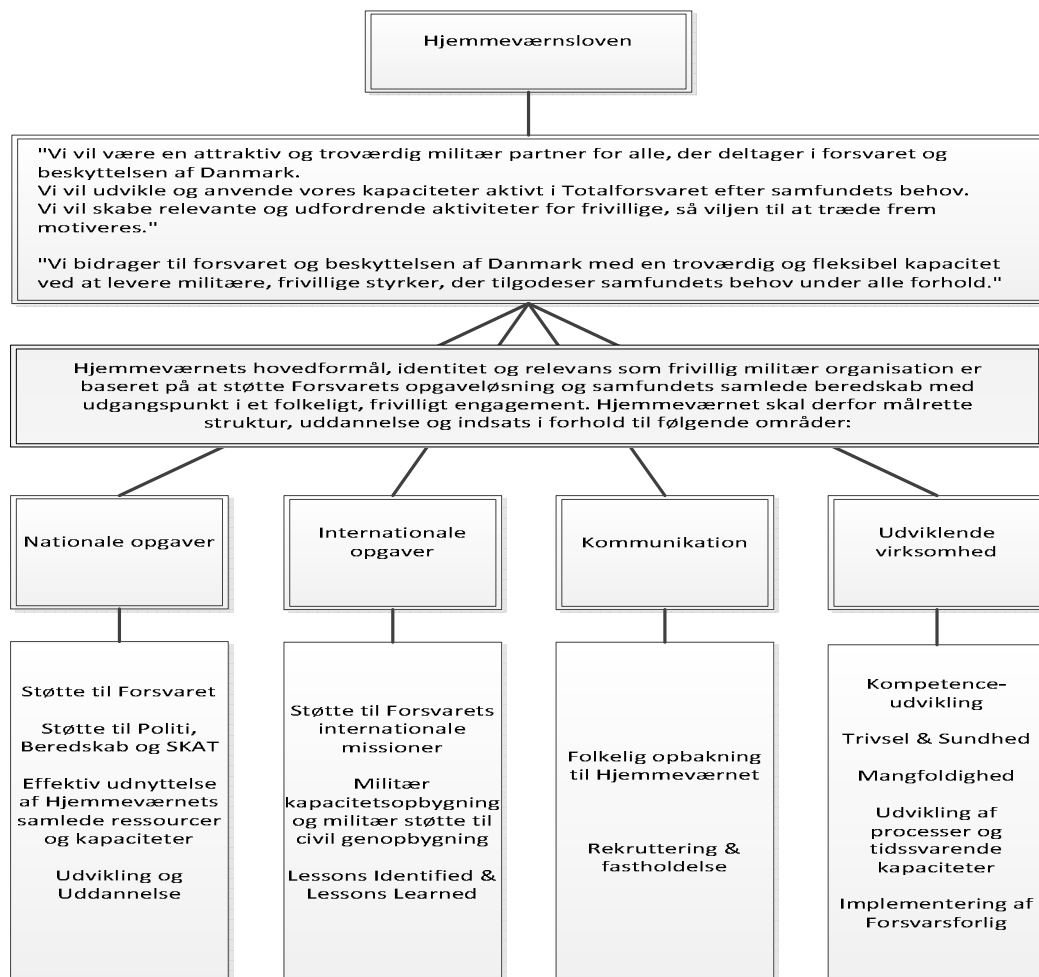 Hjemmeværnsloven
"Vi vil være en attraktiv og troværdig militær partner for alle, der deltager i forsvaret og
beskyttelsen af Danmark.
Vi vil udvikle og anvende vores kapaciteter aktivt i Totalforsvaret efter samfundets behov.
Vi vil skabe relevante og udfordrende aktiviteter for frivillige, så viljen til at træde frem
motiveres."
"Vi bidrager til forsvaret og beskyttelsen af Danmark med en troværdig og fleksibel kapacitet
ved at levere militære, frivillige styrker, der tilgodeser samfundets behov under alle forhold."
Hjemmeværnets hovedformål, identitet og relevans som frivillig militær organisation er
baseret på at støtte Forsvarets opgaveløsning og samfundets samlede beredskab med
udgangspunkt i et folkeligt, frivilligt engagement. Hjemmeværnet skal derfor målrette
struktur, uddannelse og indsats i forhold til følgende områder:
Nationale opgaver
Støtte til Forsvaret
Støtte til Politi,
Beredskab og SKAT
Effektiv udnyttelse
af Hjemmeværnets
samlede ressourcer
og kapaciteter
Udvikling og
Uddannelse
Internationale
opgaver
Støtte til Forsvarets
internationale
missioner
Militær
kapacitetsopbygning
og militær støtte til
civil genopbygning
Lessons Identified &
Lessons Learned
Kommunikation
Folkelig opbakning
til Hjemmeværnet
Rekruttering &
fastholdelse
Udviklende
virksomhed
Kompetence-
udvikling
Trivsel & Sundhed
Mangfoldighed
Udvikling af
processer og
tidssvarende
kapaciteter
Implementering af
Forsvarsforlig